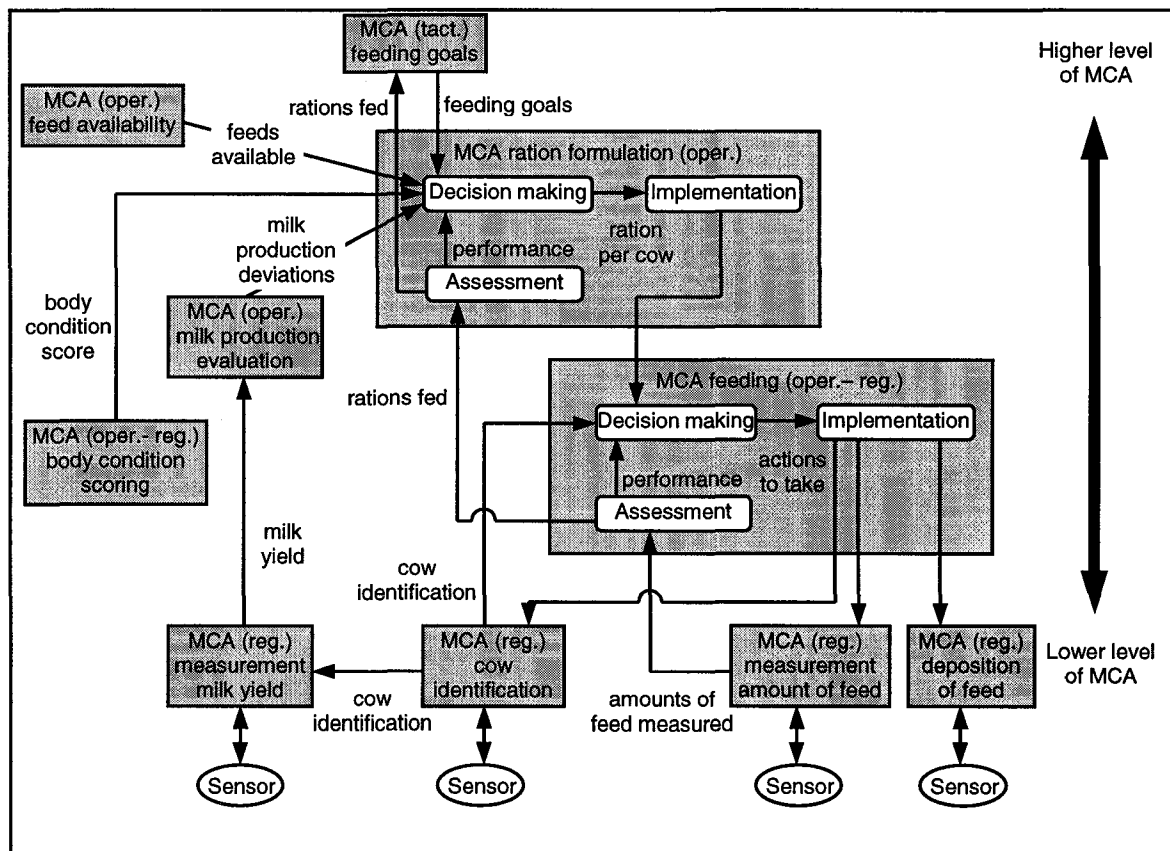 MCA (tact.)
feeding goals
Higher level
of MCA
MCA (oper.)
feed availability
rations fed
feeding goals
feeds
available
MCA ration formulation (oper.)
Decision making
Implementation
milk
production
deviations
performance
ration
per cow
Assessment
body
condition
score
MCA (oper.)
milk production
evaluation
MCA feeding (oper.– reg.)
rations fed
Decision making
Implementation
MCA (oper.- reg.)
body condition
scoring
performance
actions
to take
Assessment
milk
yield
cow
identification
MCA (reg.)
measurement
milk yield
MCA (reg.)
cow
identification
MCA (reg.)
measurement
amount of feed
MCA (reg.)
deposition
of feed
Lower level
of MCA
cow
identification
amounts of
feed measured
Sensor
Sensor
Sensor
Sensor